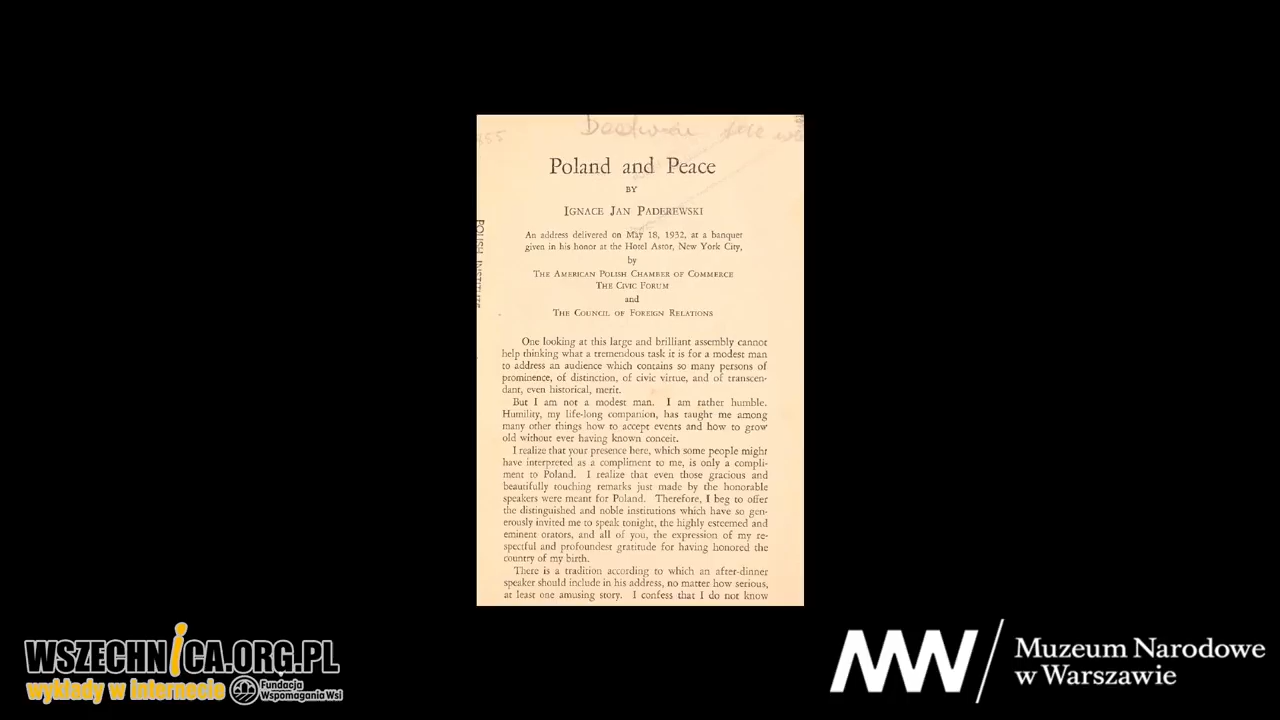 Poland and Peace
BY
IGNACE JAN PADEREWSKI
An address delivered on May 18, 1932, at a banquet
given in his honor at the Hotel Astor, New York City,
by
THE AMERICAN POLISH CHAMBER OF COMMERCE
THE CIVIC FORUM
and
THE COUNCIL OF FOREIGN RELATIONS
One looking at this large and brilliant assembly cannot
help thinking what a tremendous task it is for a modest man
to address an audience which contains so many persons of
prominence, of distinction, of civic virtue, and of transcen-
dant, even historical, merit.
But I am not a modest man. I am rather humble.
Humility, my life-long companion, has taught me among
many other things how to accept events and how to grow
old without ever having known conceit.
I realize that your presence here, which some people might
have interpreted as a compliment to me, is only a compli-
ment to Poland. I realize that even those gracious and
beautifully touching remarks just made by the honorable
speakers were meant for Poland. Therefore, I beg to offer
the distinguished and noble institutions which have so gen-
erously invited me to speak tonight, the highly esteemed and
eminent orators, and all of you, the expression of my re-
spectful and profoundest gratitude for having honored the
country of my birth.
There is a tradition according to which an after-dinner
speaker should include in his address, no matter how serious,
at least one amusing story. I confess that I do not know
POLISH INSTITUTE
WSZECHNICA.ORG.PL
wykłady w internecie
Fundacja
Wspomagania Wsi
MNW
Muzeum Narodowe
w Warszawie